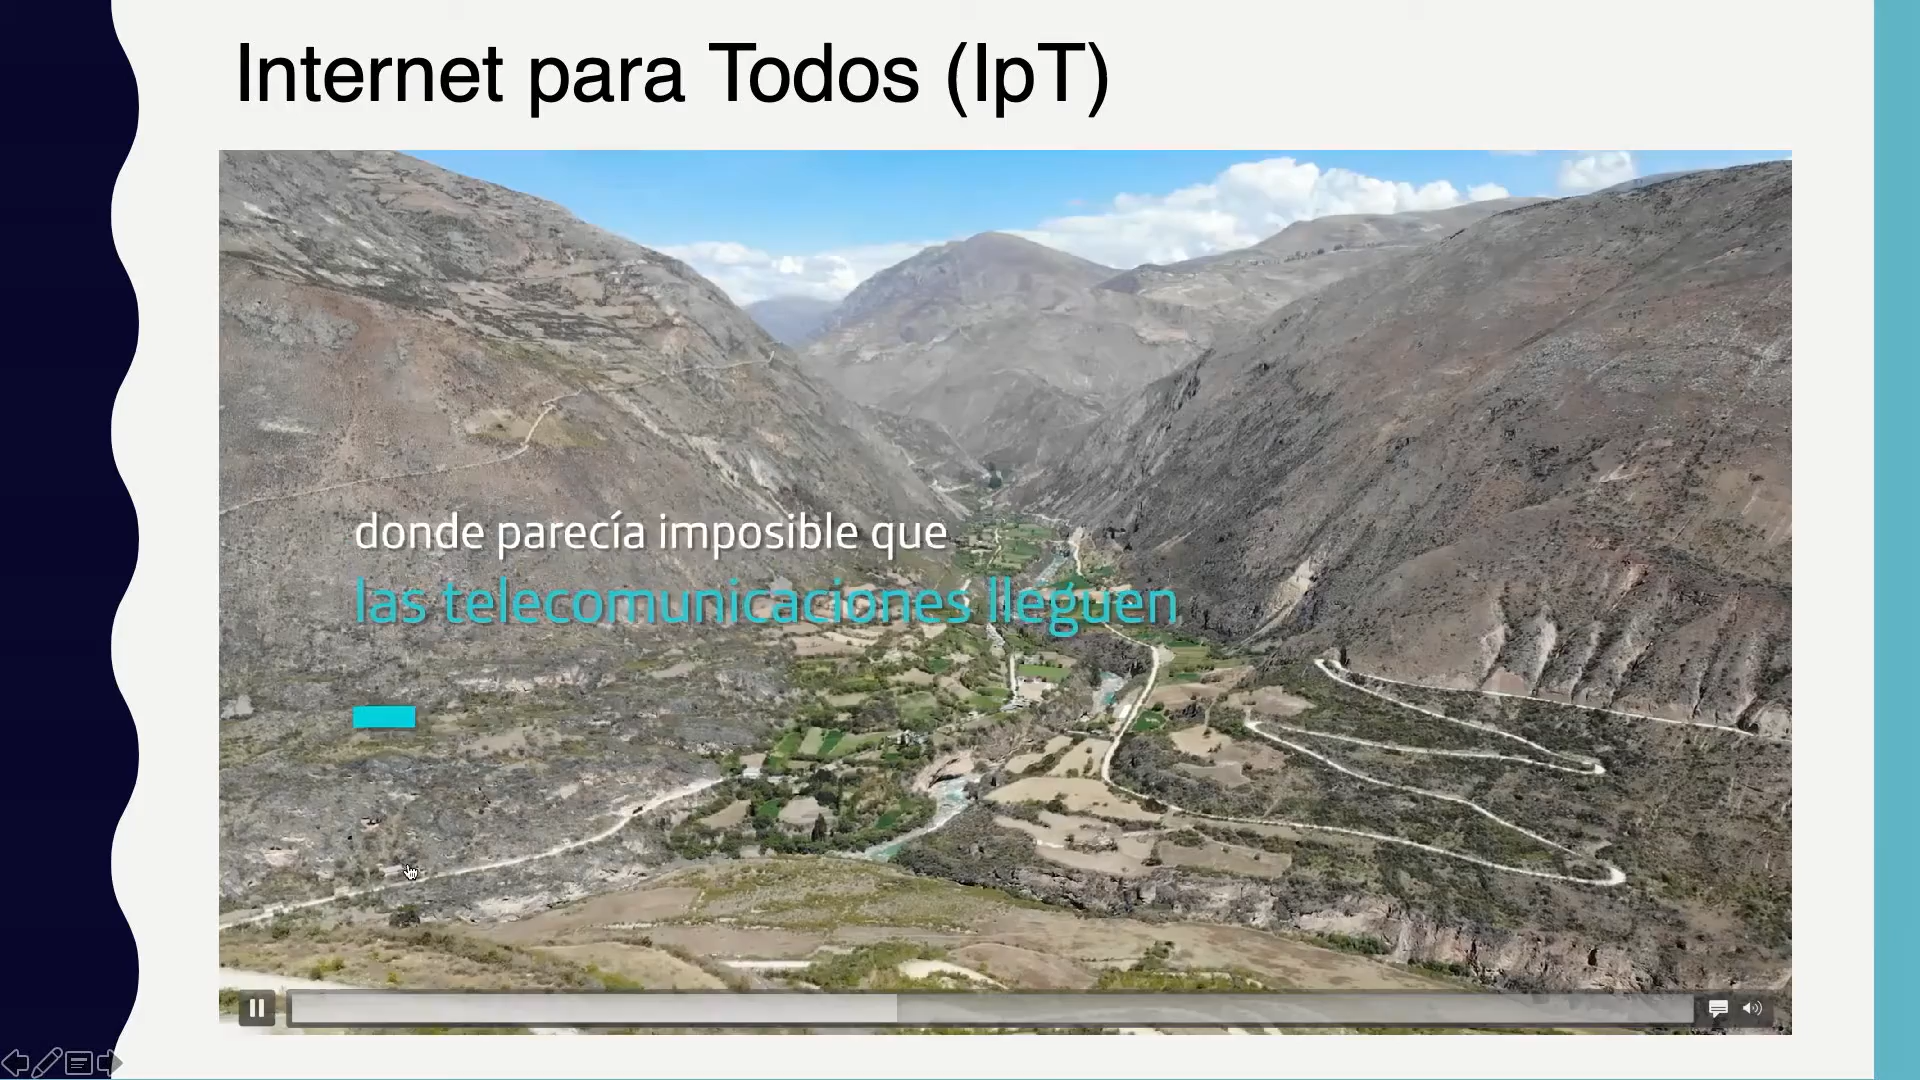 Internet para Todos (IpT)
donde parecía imposible que
las telecomunicaciones lleguen